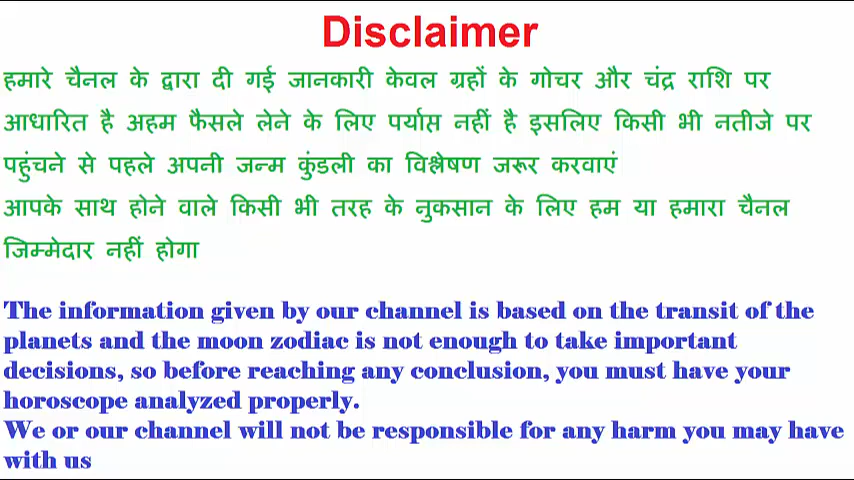 Disclaimer
हमारे चैनल के द्वारा दी गई जानकारी केवल ग्रहों के गोचर और चंद्र राशि पर
आधारित है अहम फैसले लेने के लिए पर्याप्त नहीं है इसलिए किसी भी नतीजे पर
पहुंचने से पहले अपनी जन्म कुंडली का विश्लेषण जरूर करवाएं
आपके साथ होने वाले किसी भी तरह के नुकसान के लिए हम या हमारा चैनल
जिम्मेदार नहीं होगा
The information given by our channel is based on the transit of the
planets and the moon zodiac is not enough to take important
decisions, so before reaching any conclusion, you must have your
horoscope analyzed properly.
We or our channel will not be responsible for any harm you may have
with us